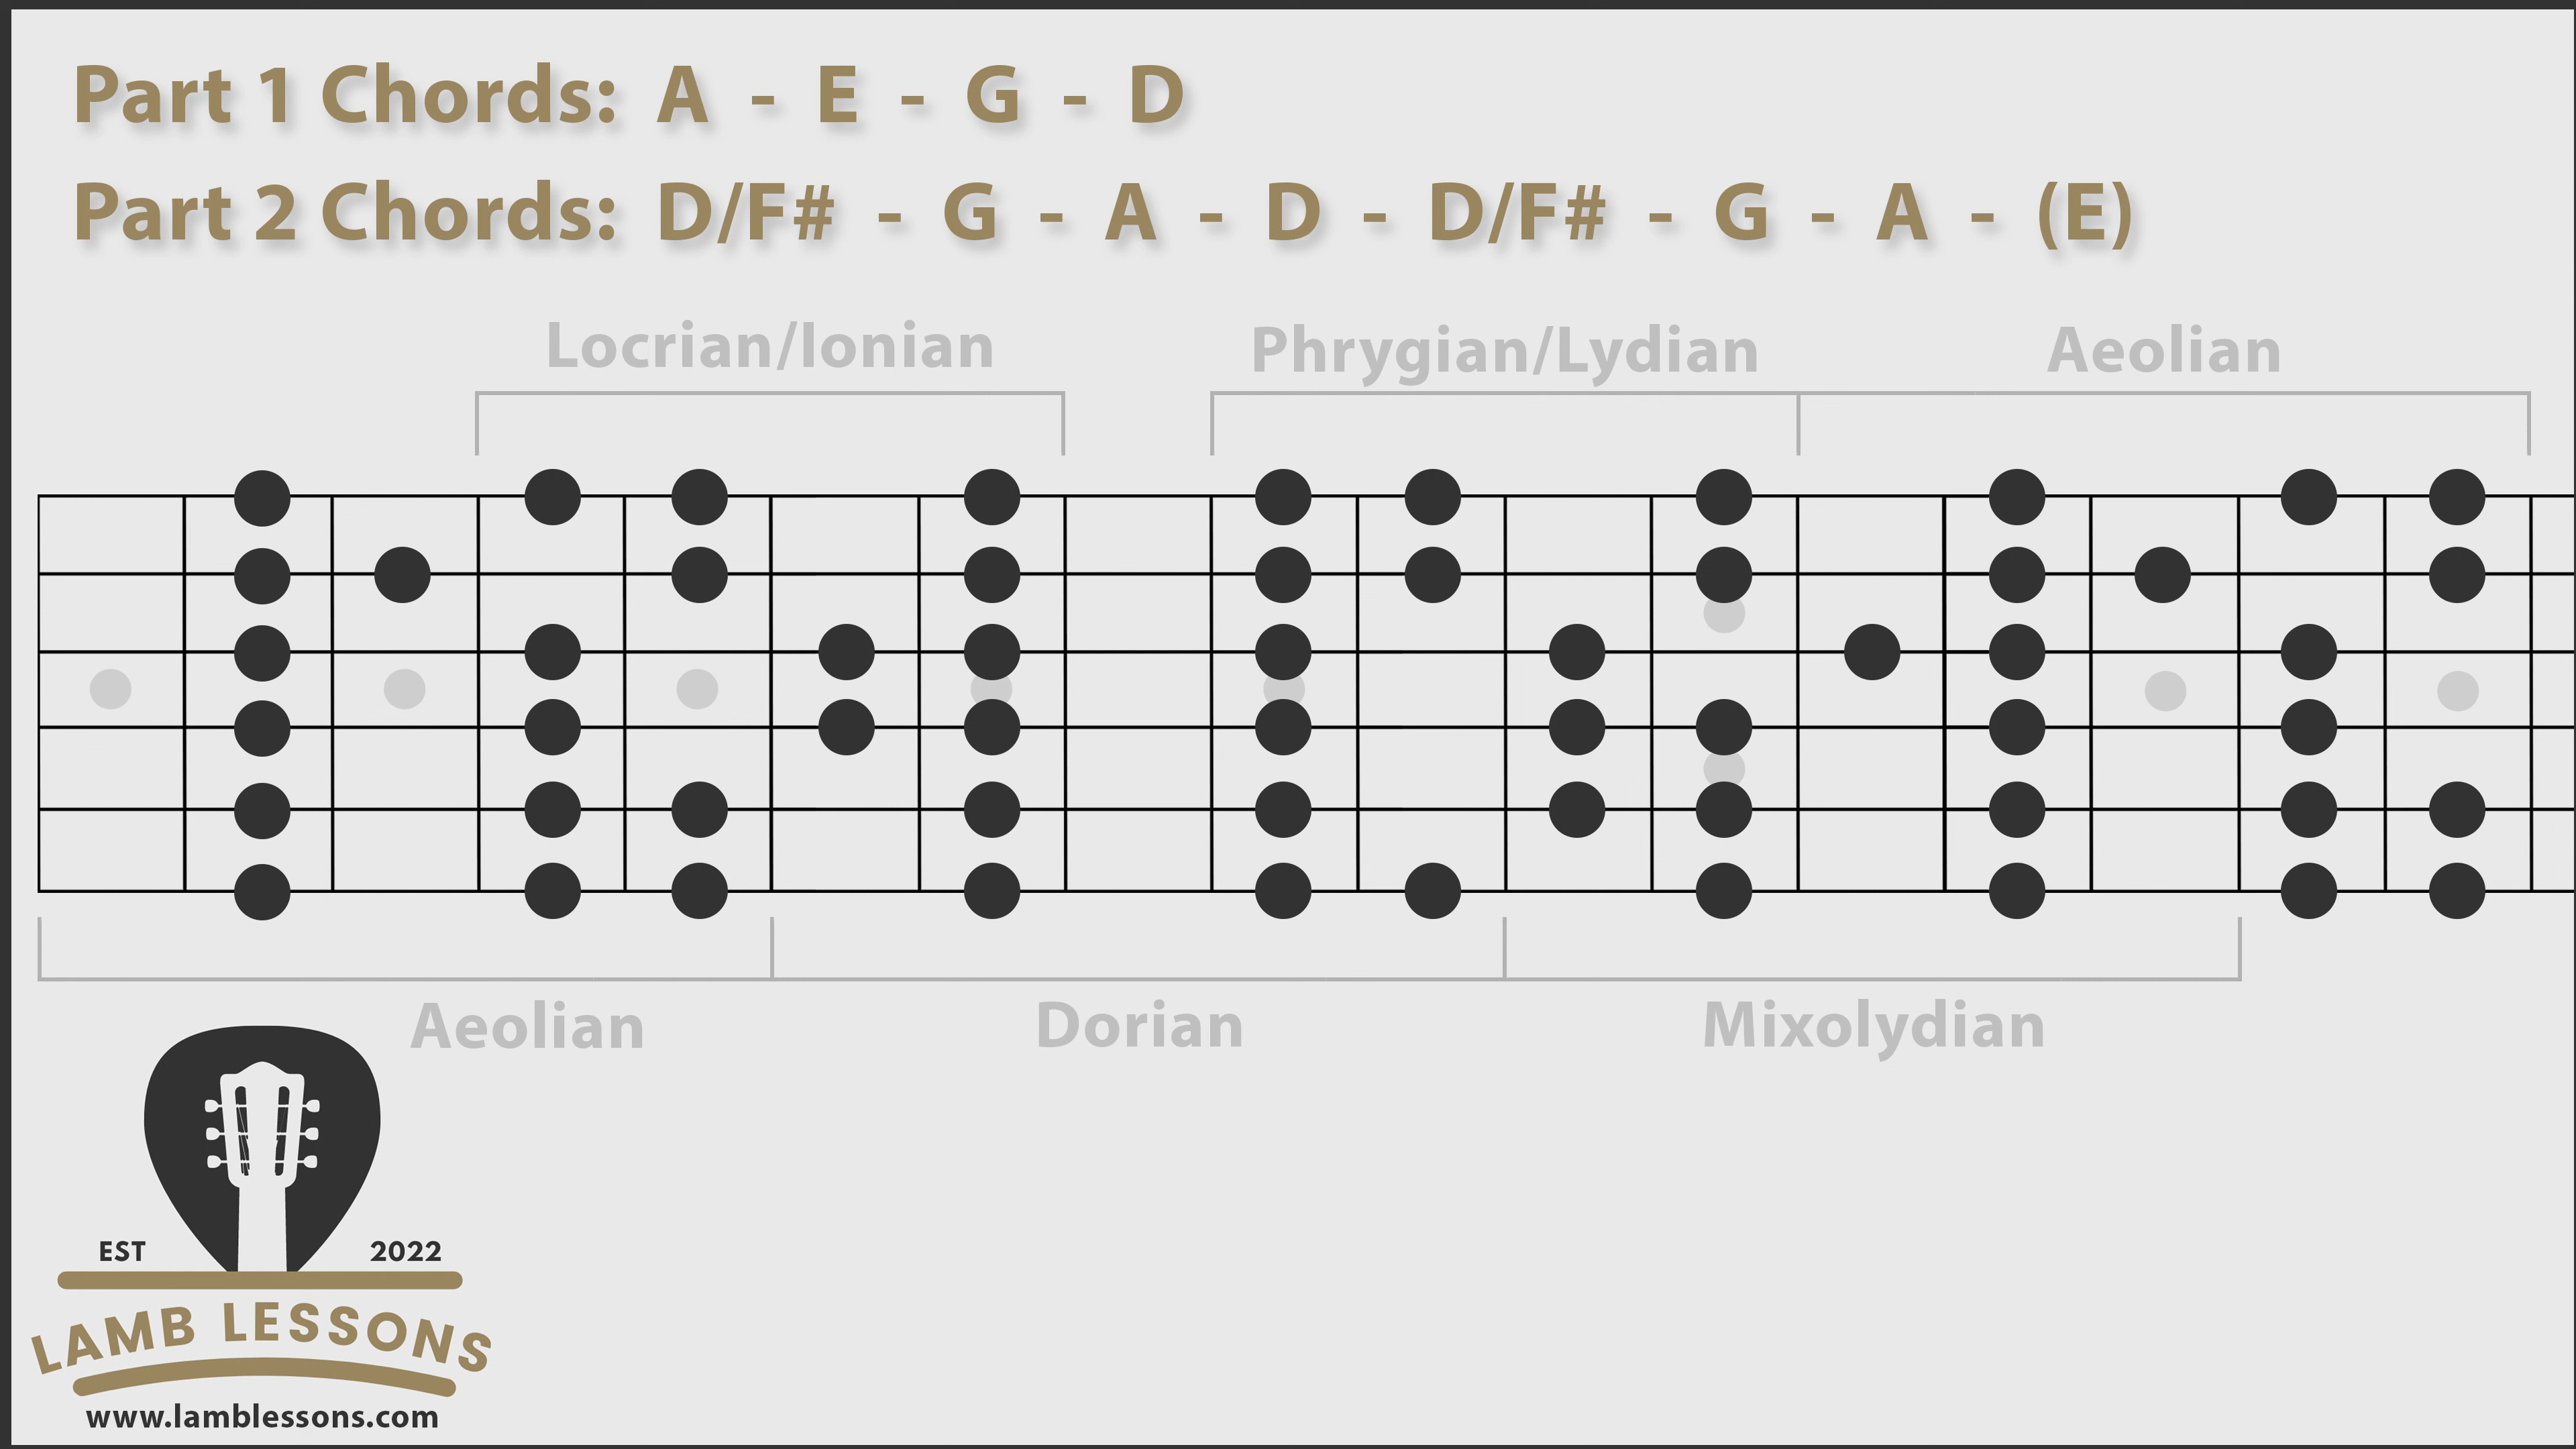 Part 1 Chords: A - E - G - D
Part 2 Chords: D/F# - G - A - D - D/F# - G - A - (E)
Locrian/Ionian
Phrygian/Lydian
Aeolian
Aeolian
Dorian
Mixolydian
EST 2022
LAMB LESSONS
www.lamblessons.com